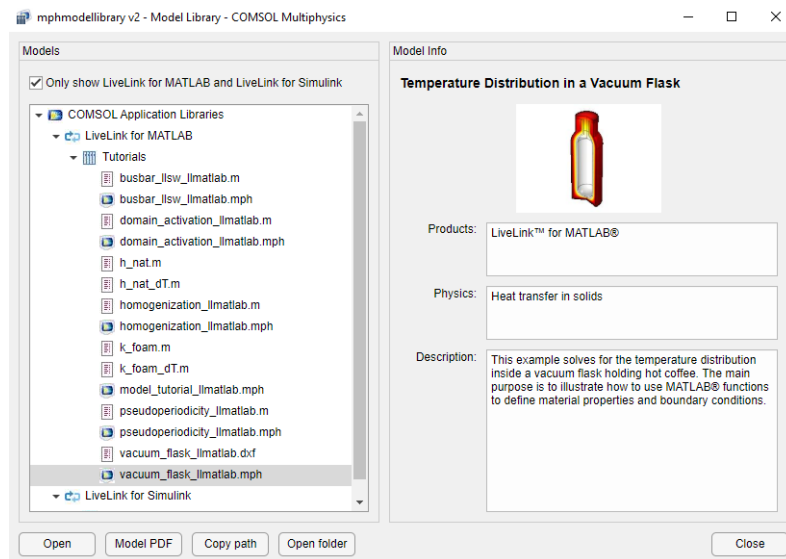 mphmodellibrary v2 - Model Library - COMSOL Multiphysics
Models
Only show LiveLink for MATLAB and LiveLink for Simulink
COMSOL Application Libraries
LiveLink for MATLAB
Tutorials
busbar_llsw_llmatlab.m
busbar_llsw_llmatlab.mph
domain_activation_llmatlab.m
domain_activation_llmatlab.mph
h_nat.m
h_nat_dT.m
homogenization_llmatlab.m
homogenization_llmatlab.mph
k_foam.m
k_foam_dT.m
model_tutorial_llmatlab.mph
pseudoperiodicity_llmatlab.m
pseudoperiodicity_llmatlab.mph
vacuum_flask_llmatlab.dxf
vacuum_flask_llmatlab.mph
LiveLink for Simulink
Model Info
Temperature Distribution in a Vacuum Flask
Products:
LiveLink™ for MATLAB®
Physics:
Heat transfer in solids
Description:
This example solves for the temperature distribution
inside a vacuum flask holding hot coffee. The main
purpose is to illustrate how to use MATLAB® functions
to define material properties and boundary conditions.
Open
Model PDF
Copy path
Open folder
Close